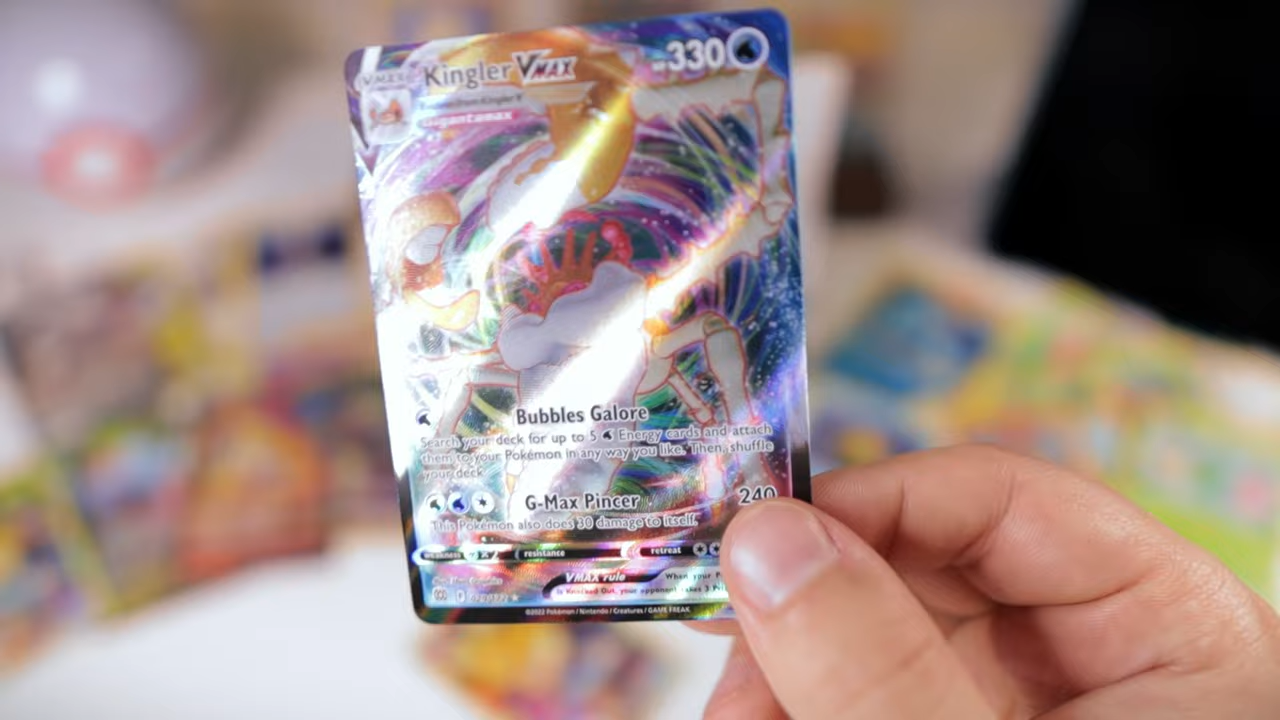 VMAX Kingler VMAX 330
Kingler V
Gigantamax
Bubbles Galore
Search your deck for up to 5 Energy cards and attach
them to your Pokémon in any way you like. Then, shuffle
your deck.
G-Max Pincer 240
This Pokémon also does 30 damage to itself.
weakness ×2 resistance retreat
VMAX rule When your
is Knocked Out, your opponent takes 3
©2022 Pokémon / Nintendo / Creatures / GAME FREAK